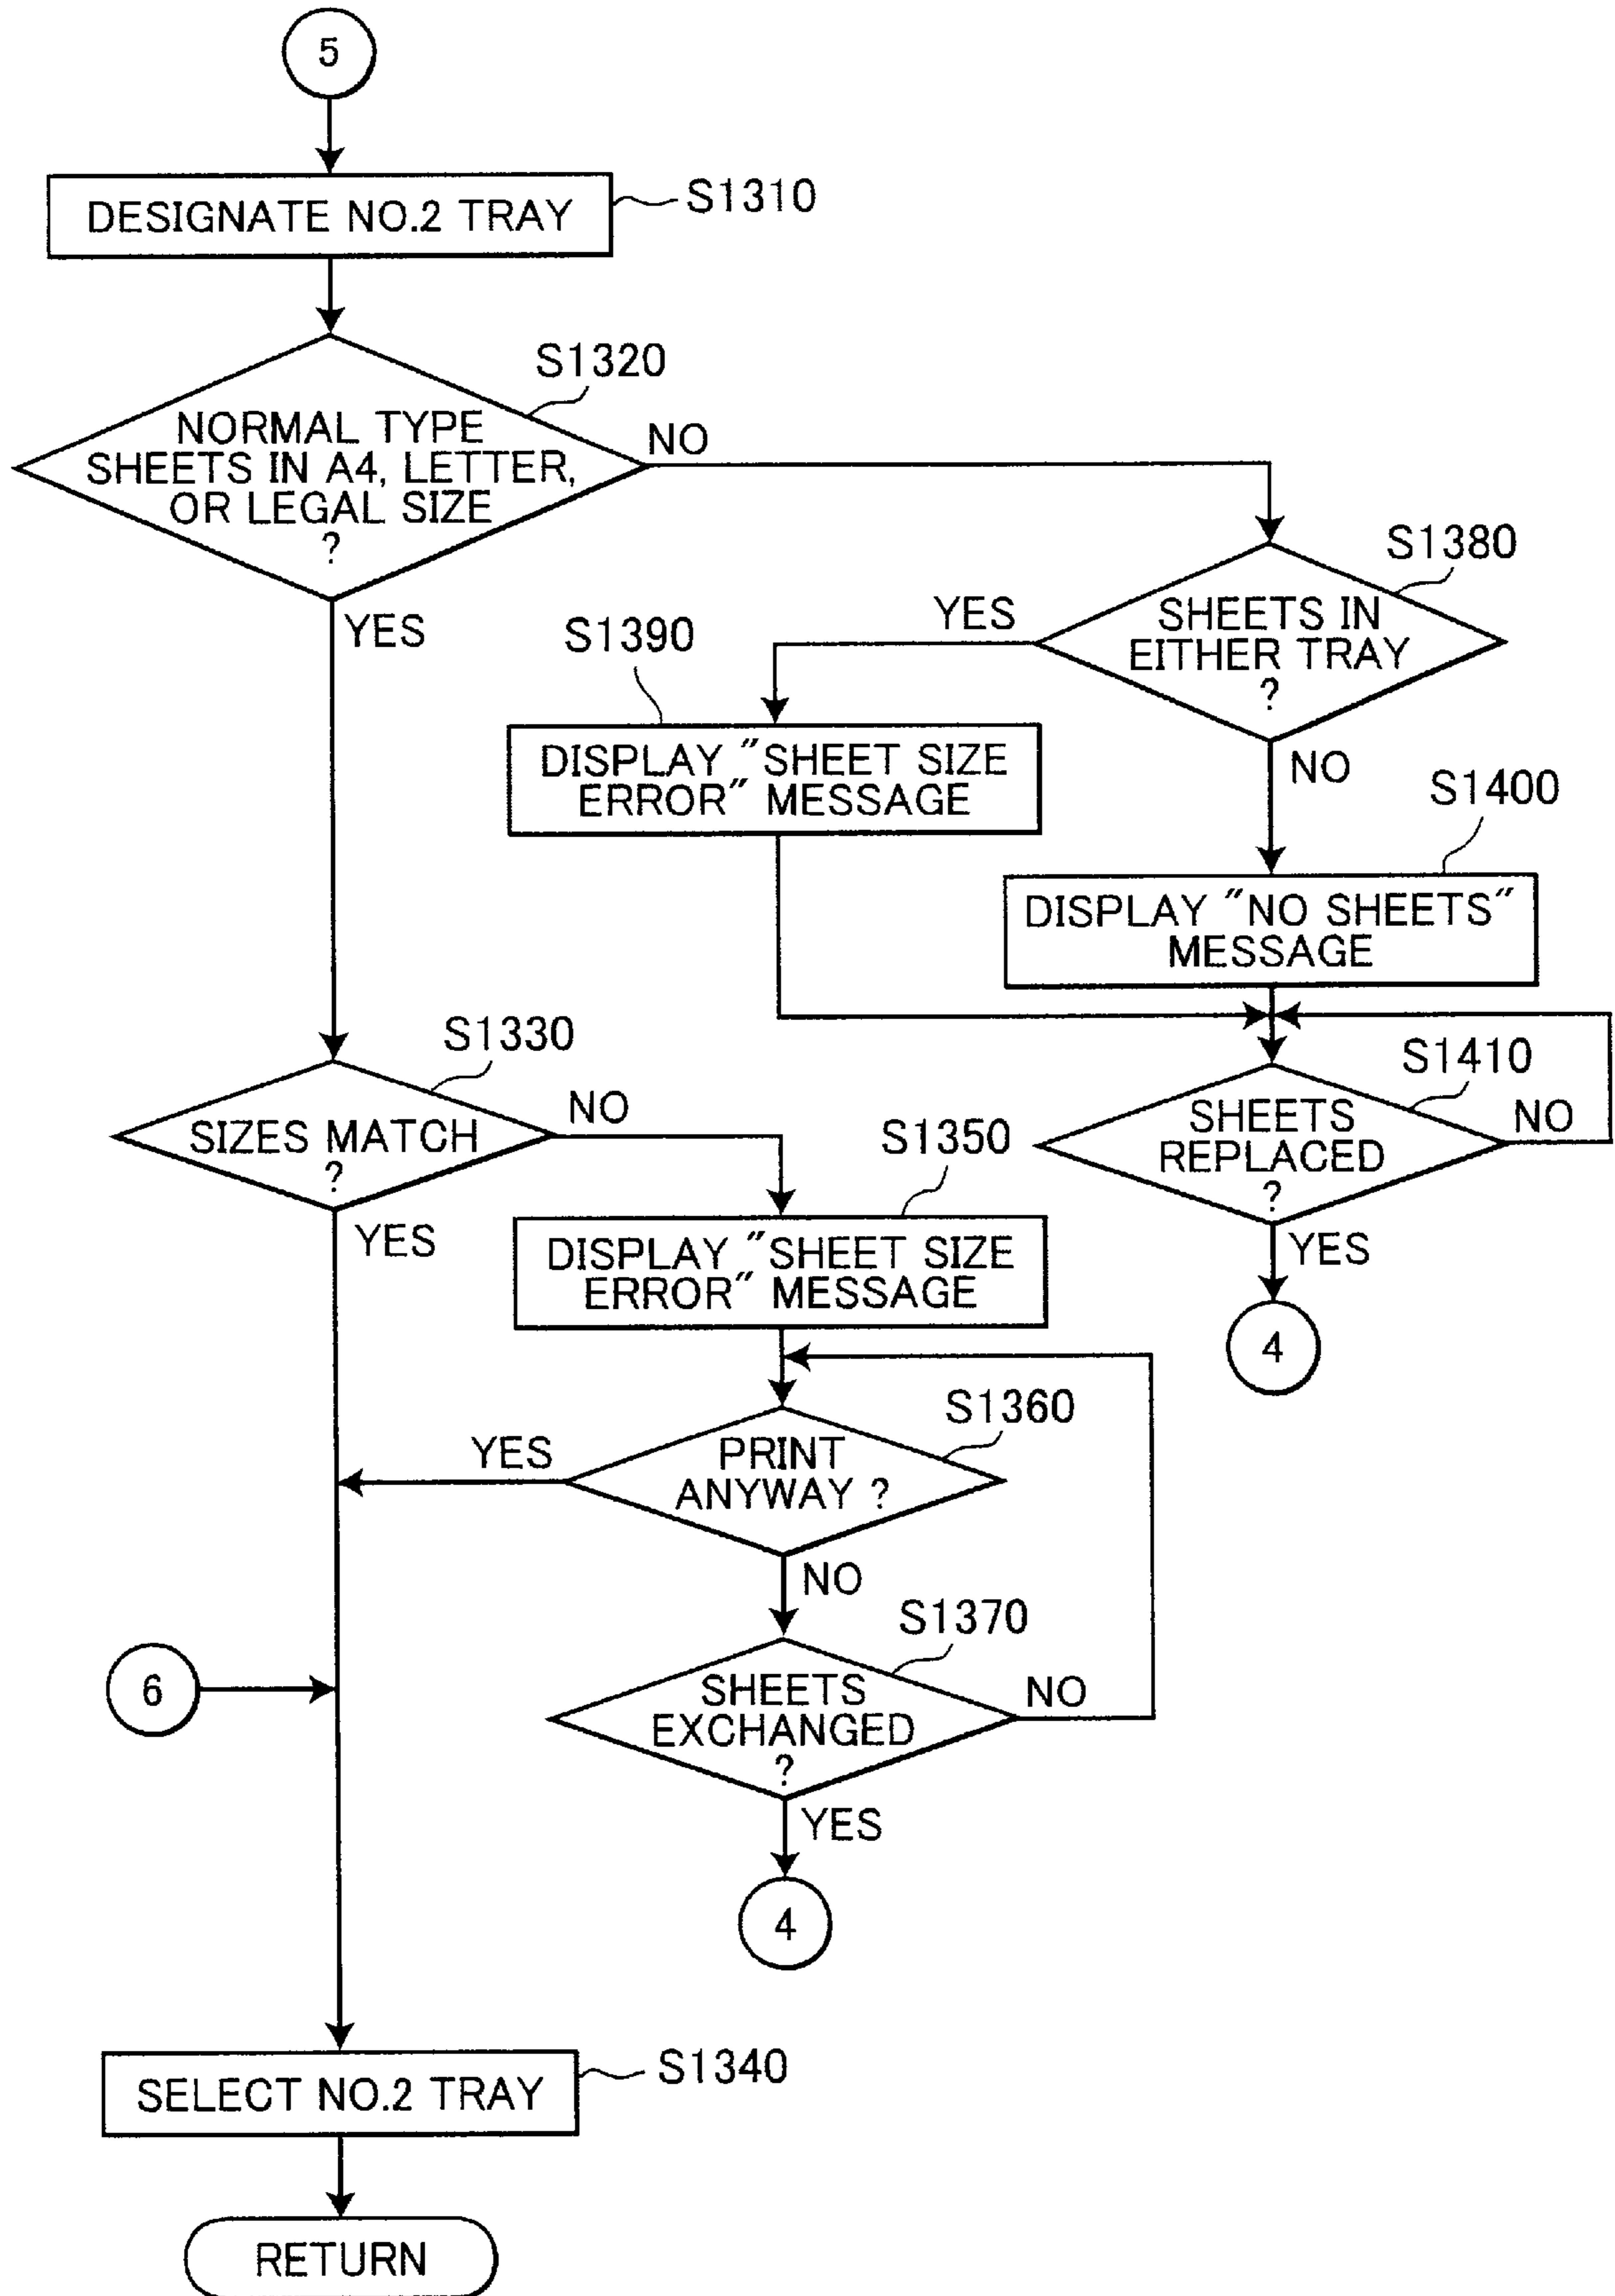 5
DESIGNATE NO.2 TRAY
S1310
S1320
NORMAL TYPE
SHEETS IN A4, LETTER,
OR LEGAL SIZE
?
NO
YES
S1380
SHEETS IN
EITHER TRAY
?
YES
NO
S1390
DISPLAY "SHEET SIZE
ERROR" MESSAGE
S1400
DISPLAY "NO SHEETS"
MESSAGE
S1410
SHEETS
REPLACED
?
NO
YES
4
S1330
SIZES MATCH
?
NO
YES
S1350
DISPLAY "SHEET SIZE
ERROR" MESSAGE
S1360
PRINT
ANYWAY ?
YES
NO
S1370
SHEETS
EXCHANGED
?
NO
YES
4
6
SELECT NO.2 TRAY
S1340
RETURN